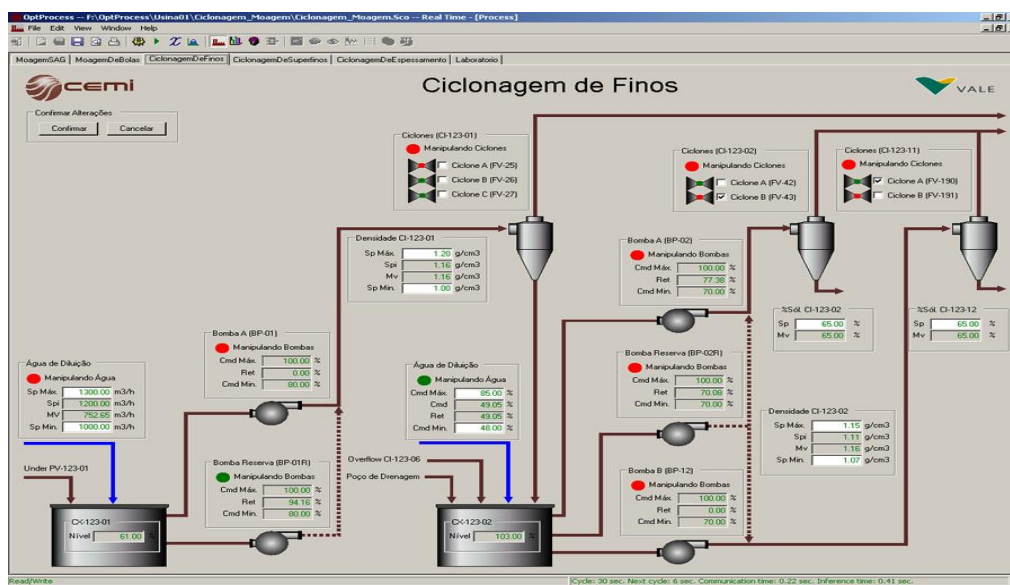 OptProcess -- F:\OptProcess\Usina01\Ciclonagem_Moagem\Ciclonagem_Moagem.Sco -- Real Time - [Process]
File Edit View Window Help
MoagemSAG MoagemDeBolas CiclonagemDeFinos CiclonagemDeSuperfinos CiclonagemDeEspessamento Laboratorio
cemi
Ciclonagem de Finos
VALE
Confirmar Alterações
Confirmar Cancelar
Ciclones (CI-123-01)
Manipulando Ciclones
Ciclone A (FV-25)
Ciclone B (FV-26)
Ciclone C (FV-27)
Ciclones (CI-123-02)
Manipulando Ciclones
Ciclone A (FV-42)
Ciclone B (FV-43)
Ciclones (CI-123-11)
Manipulando Ciclones
Ciclone A (FV-190)
Ciclone B (FV-191)
Densidade CI-123-01
Sp Máx. 1.20 g/cm3
Spi 1.16 g/cm3
Mv 1.16 g/cm3
Sp Min. 1.00 g/cm3
Bomba A (BP-02)
Manipulando Bombas
Cmd Máx. 100.00 %
Ret 77.38 %
Cmd Min. 70.00 %
%Sól. CI-123-02
Sp 65.00 %
Mv 65.00 %
%Sól. CI-123-12
Sp 65.00 %
Mv 65.00 %
Bomba A (BP-01)
Manipulando Bombas
Cmd Máx. 100.00 %
Ret 0.00 %
Cmd Min. 80.00 %
Água de Diluição
Manipulando Água
Sp Máx. 1300.00 m3/h
Spi 1200.00 m3/h
MV 752.65 m3/h
Sp Min. 1000.00 m3/h
Água de Diluição
Manipulando Água
Cmd Máx. 85.00 %
Cmd 49.05 %
Ret 49.05 %
Cmd Min. 48.00 %
Bomba Reserva (BP-02R)
Manipulando Bombas
Cmd Máx. 100.00 %
Ret 70.08 %
Cmd Min. 70.00 %
Densidade CI-123-02
Sp Máx. 1.15 g/cm3
Spi 1.11 g/cm3
Mv 1.16 g/cm3
Sp Min. 1.07 g/cm3
Under PV-123-01
Bomba Reserva (BP-01R)
Manipulando Bombas
Cmd Máx. 100.00 %
Ret 94.16 %
Cmd Min. 80.00 %
Overflow CI-123-06
Poço de Drenagem
Bomba B (BP-12)
Manipulando Bombas
Cmd Máx. 100.00 %
Ret 0.00 %
Cmd Min. 70.00 %
CX-123-01
Nível 61.00 %
CX-123-02
Nível 103.00 %
Read/Write
Cycle: 30 sec. Next cycle: 6 sec. Communication time: 0.22 sec. Inference time: 0.41 sec.